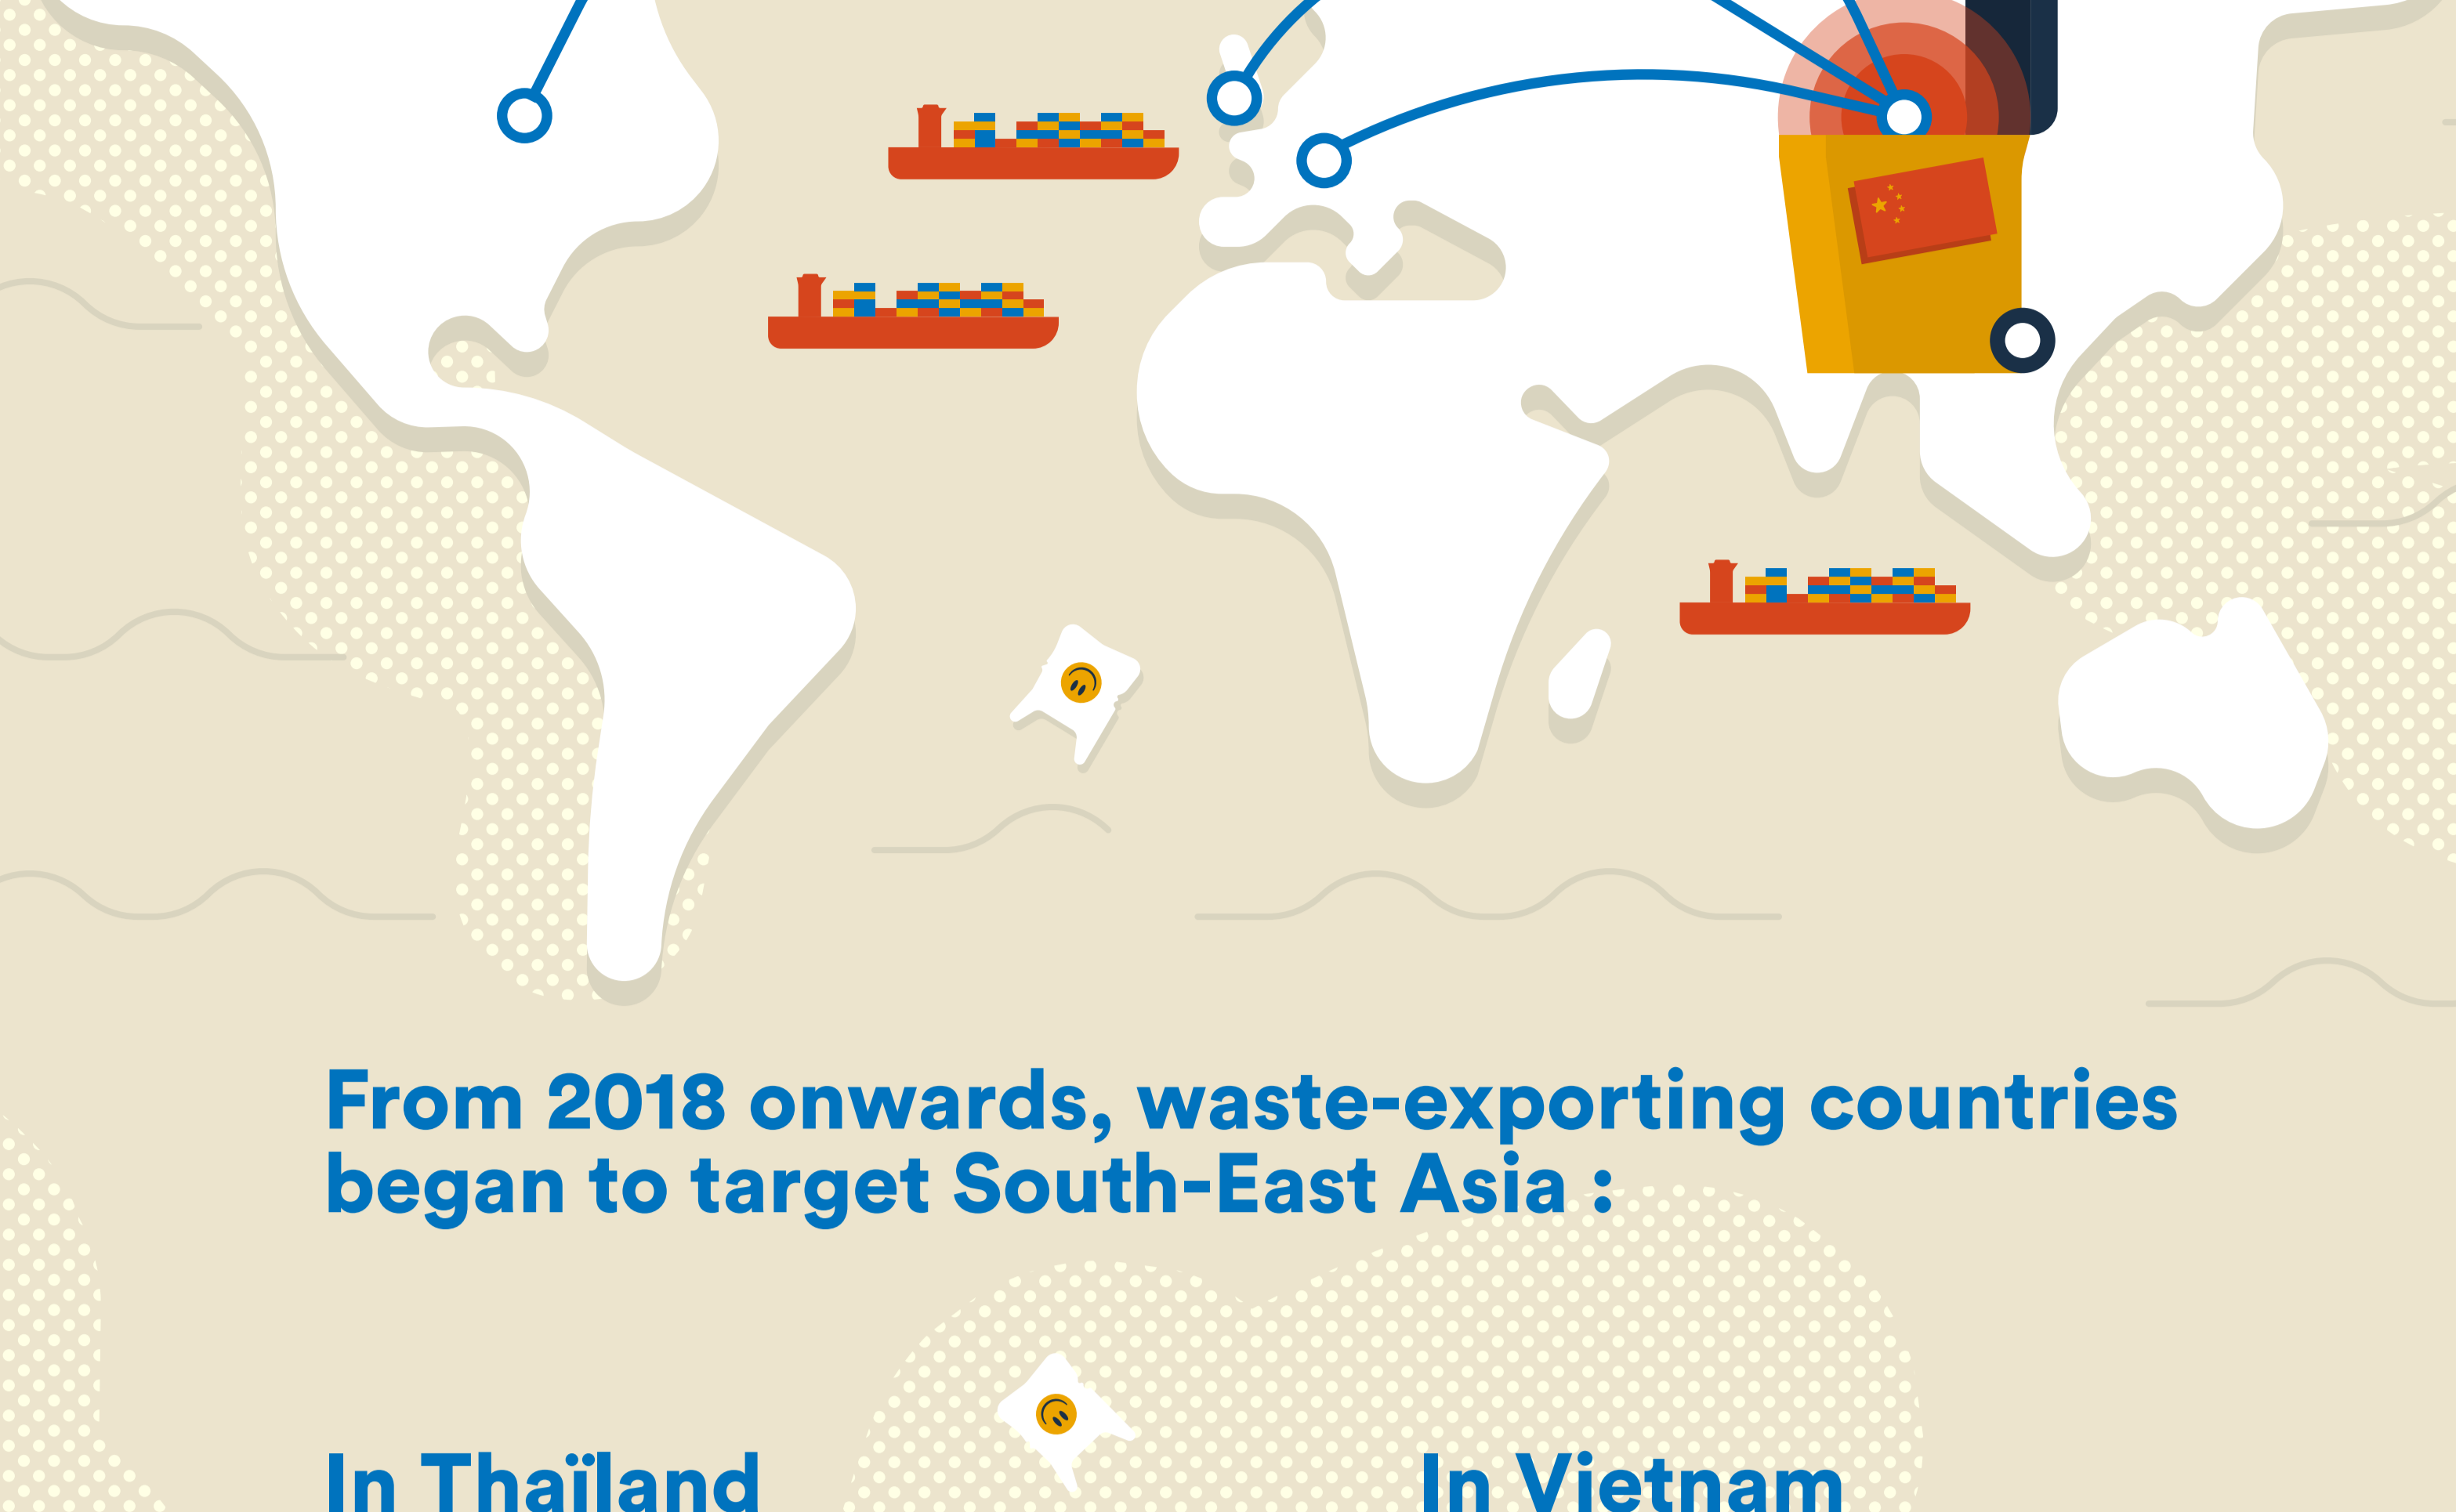 From 2018 onwards, waste-exporting countries
began to target South-East Asia :
In Thaïland
In Vietnam